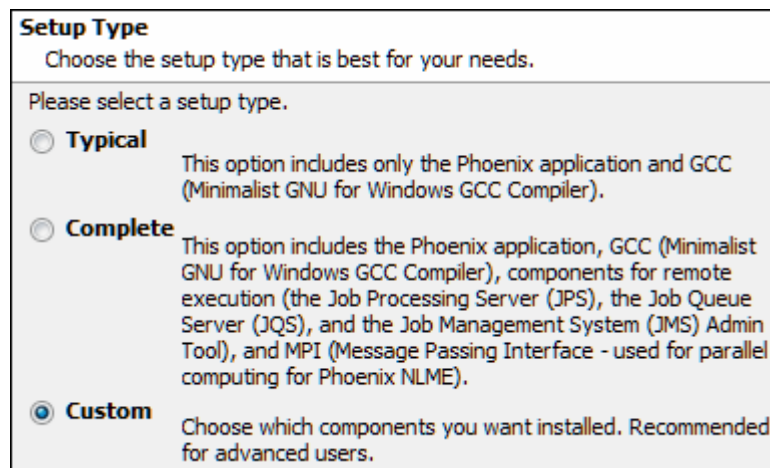 Setup Type
Choose the setup type that is best for your needs.
Please select a setup type.
Typical
This option includes only the Phoenix application and GCC
(Minimalist GNU for Windows GCC Compiler).
Complete
This option includes the Phoenix application, GCC (Minimalist
GNU for Windows GCC Compiler), components for remote
execution (the Job Processing Server (JPS), the Job Queue
Server (JQS), and the Job Management System (JMS) Admin
Tool), and MPI (Message Passing Interface - used for parallel
computing for Phoenix NLME).
Custom
Choose which components you want installed. Recommended
for advanced users.